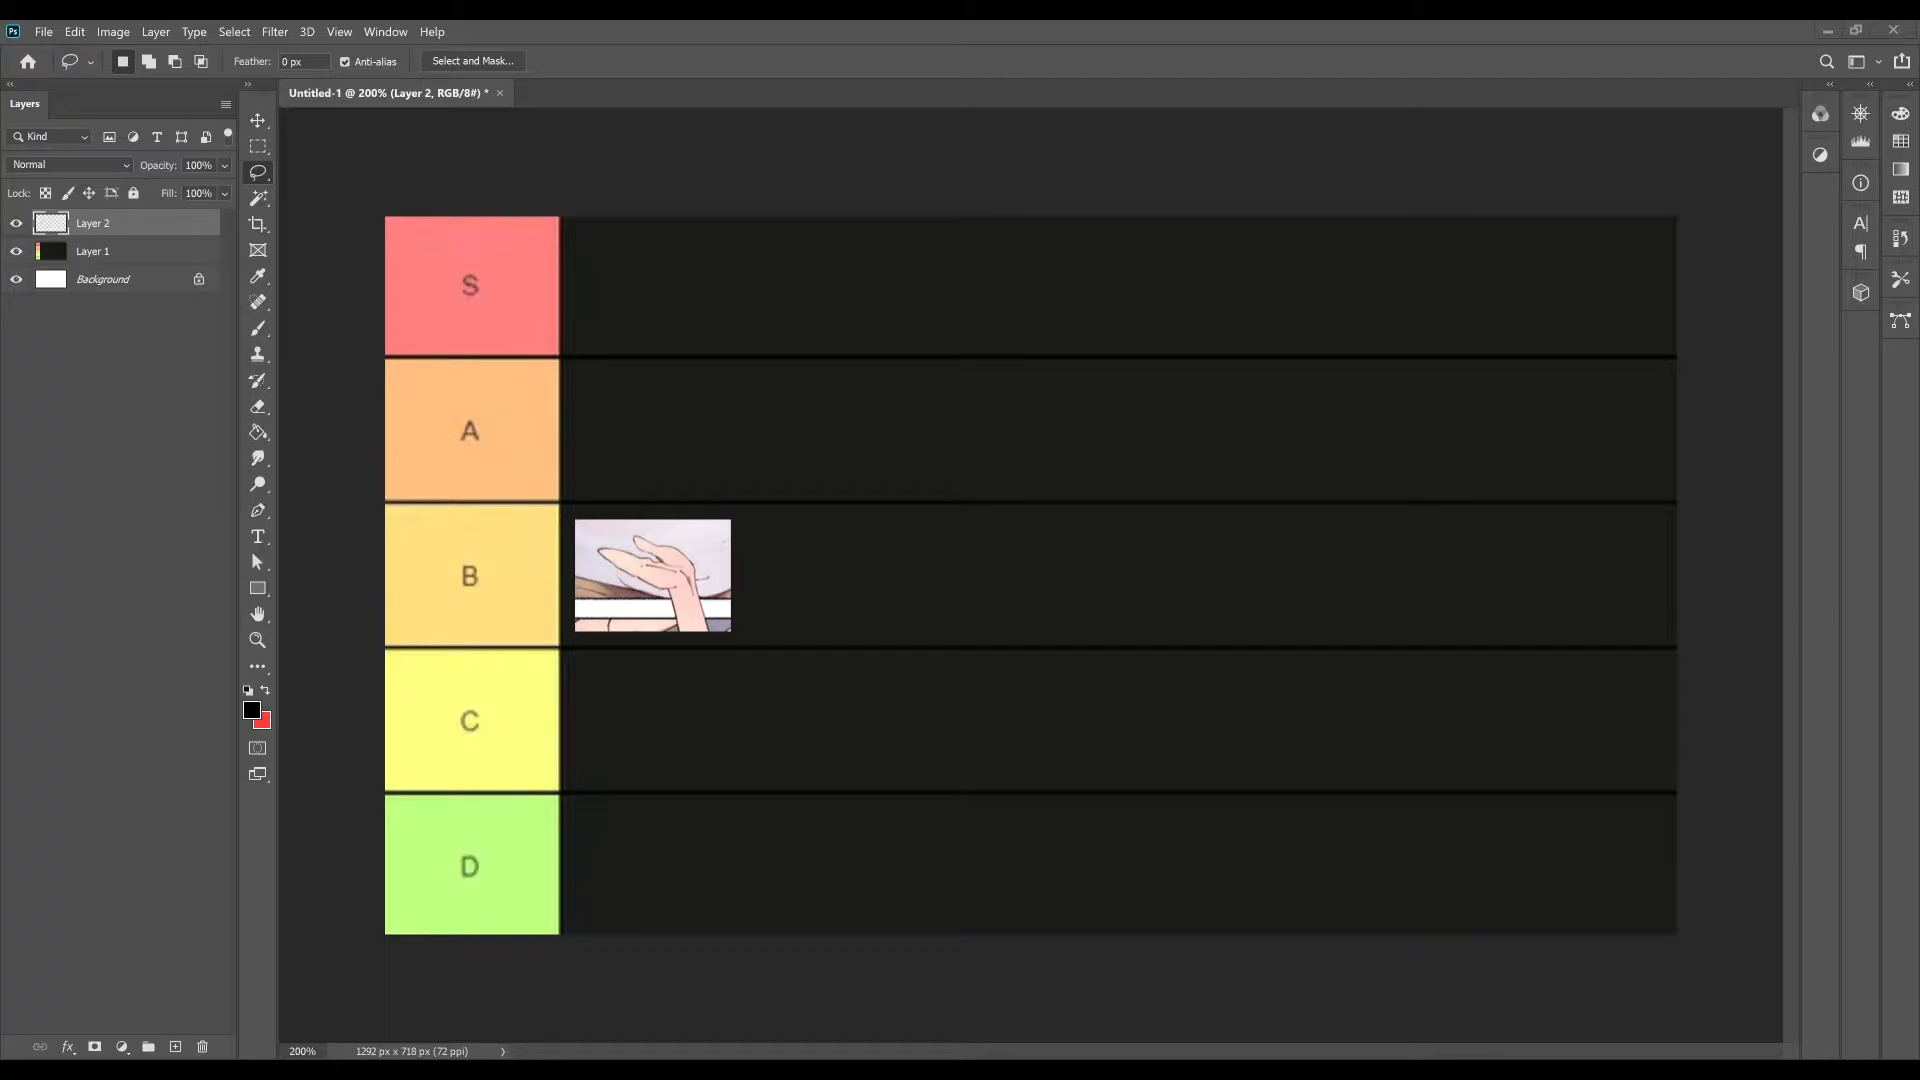 Ps File Edit Image Layer Type Select Filter 3D View Window Help
Feather: 0 px Anti-alias Select and Mask...
Layers
Untitled-1 @ 200% (Layer 2, RGB/8#) *
Kind
Normal Opacity: 100%
Lock: Fill: 100%
Layer 2
Layer 1
Background
S
A
B
C
D
200% 1292 px x 718 px (72 ppi)